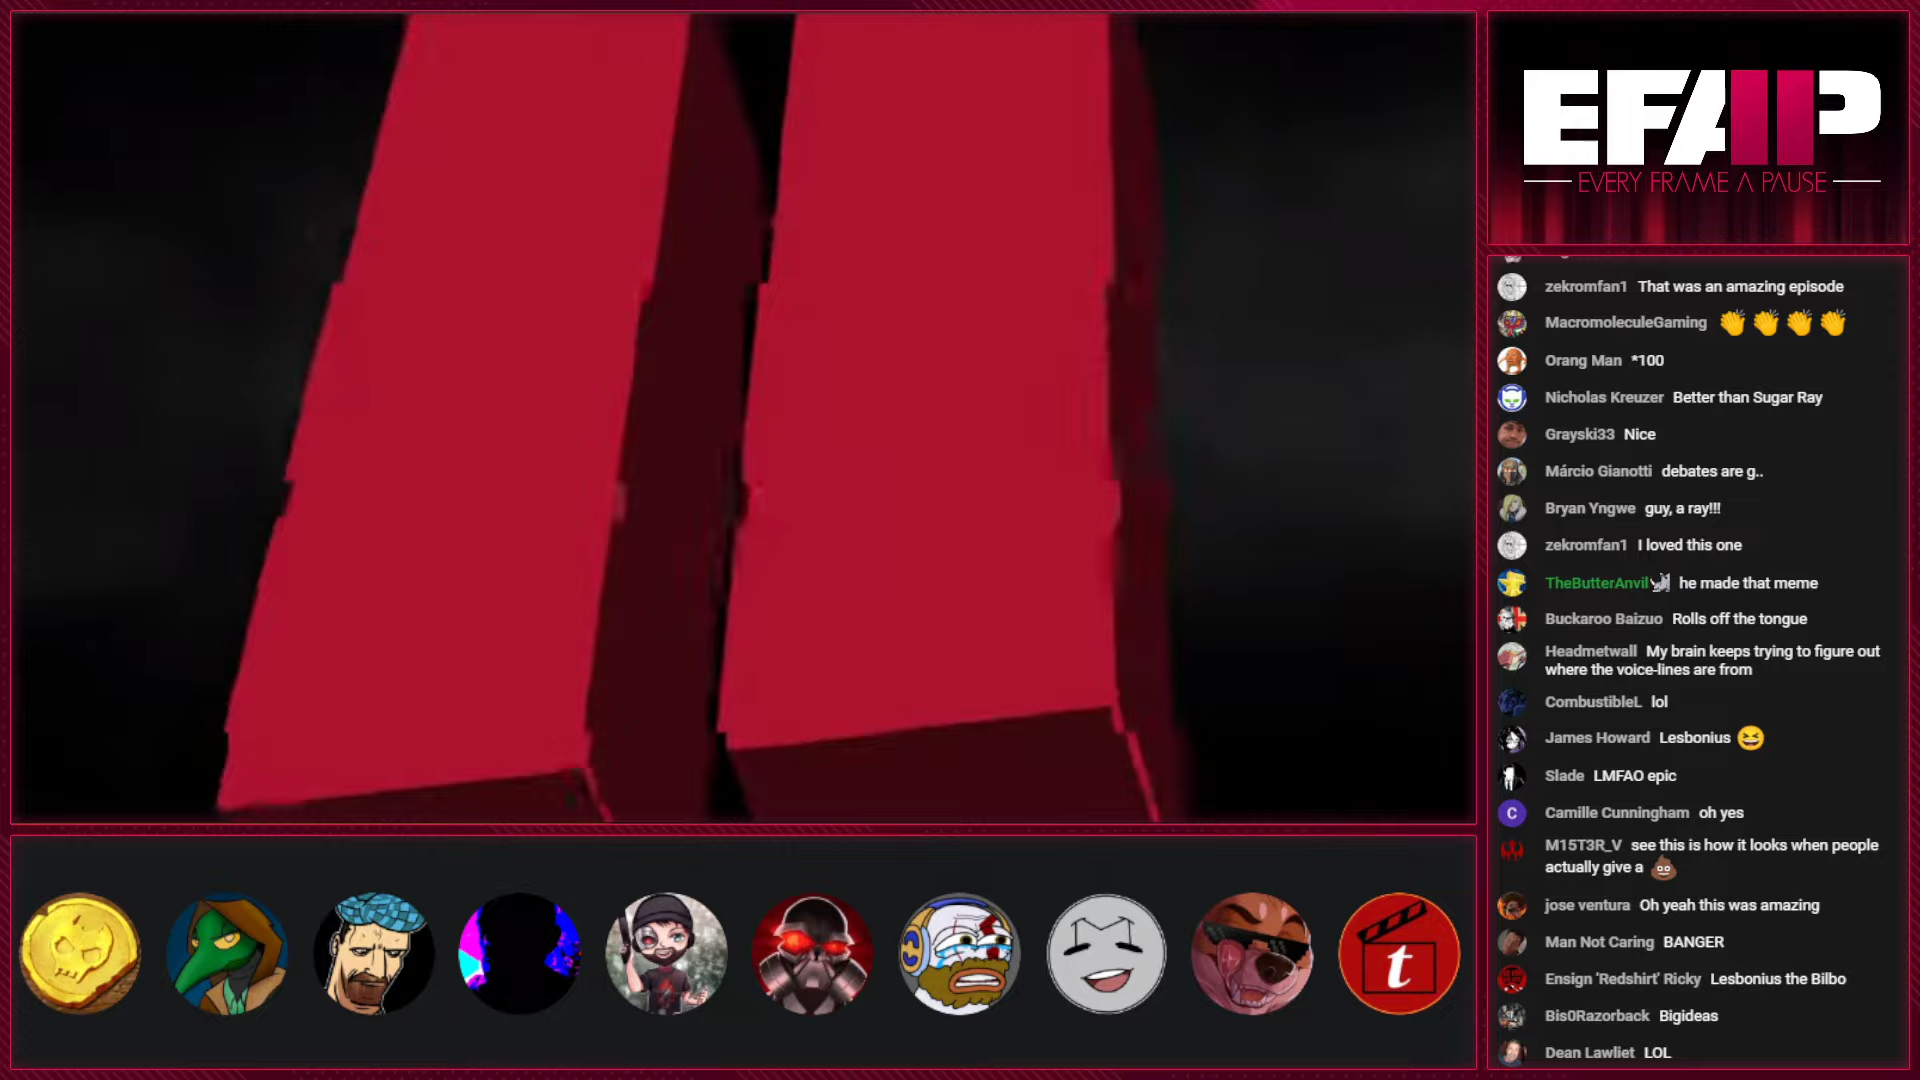 EFAP
EVERY FRAME A PAUSE
zekromfan1 That was an amazing episode
MacromoleculeGaming 👏 👏 👏 👏
Orang Man *100
Nicholas Kreuzer Better than Sugar Ray
Grayski33 Nice
Márcio Gianotti debates are g..
Bryan Yngwe guy, a ray!!!
zekromfan1 I loved this one
TheButterAnvil he made that meme
Buckaroo Baizuo Rolls off the tongue
Headmetwall My brain keeps trying to figure out
where the voice-lines are from
CombustibleL lol
James Howard Lesbonius 😆
Slade LMFAO epic
C
Camille Cunningham oh yes
M15T3R_V see this is how it looks when people
actually give a 💩
jose ventura Oh yeah this was amazing
Man Not Caring BANGER
Ensign 'Redshirt' Ricky Lesbonius the Bilbo
Bis0Razorback Bigideas
Dean Lawliet LOL
t